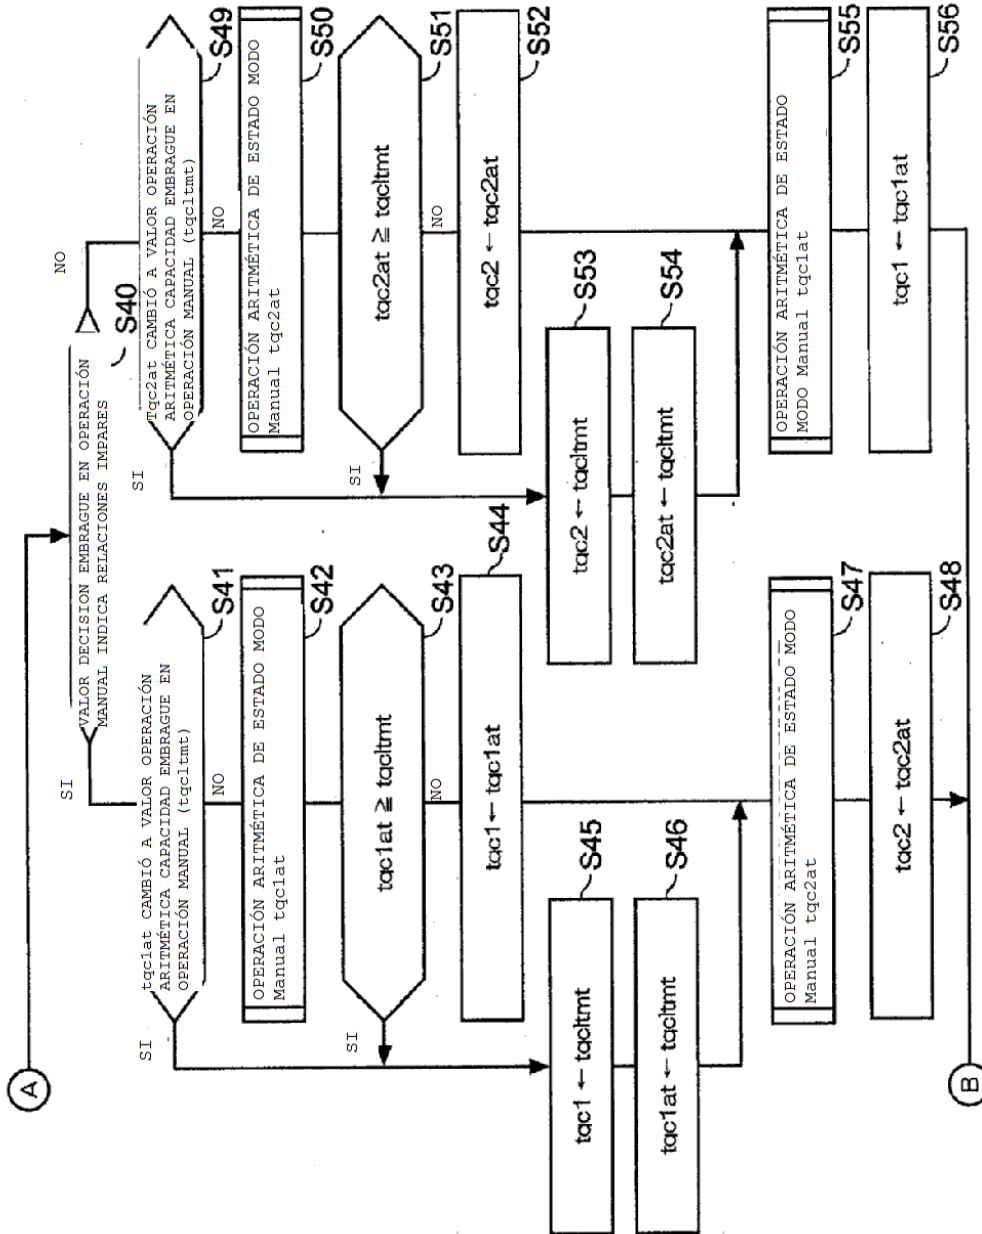 A
VALOR DECISION EMBRAGUE EN OPERACIÓN
MANUAL INDICA RELACIONES IMPARES
S40
SI
NO
tqclat CAMBIÓ A VALOR OPERACIÓN
ARITMÉTICA CAPACIDAD EMBRAGUE EN
OPERACIÓN MANUAL (tqcltmt)
S41
SI
NO
OPERACIÓN ARITMÉTICA DE ESTADO MODO
Manual tqclat
S42
tqc1at ≧ tqcltmt
S43
SI
NO
tqc1 ← tqc1at
S44
tqc1 ← tqcltmt
S45
tqc1at ← tqcltmt
S46
OPERACIÓN ARITMÉTICA DE ESTADO MODO
Manual tqc2at
S47
tqc2 ← tqc2at
S48
Tqc2at CAMBIÓ A VALOR OPERACIÓN
ARITMÉTICA CAPACIDAD EMBRAGUE EN
OPERACIÓN MANUAL (tqcltmt)
S49
SI
NO
OPERACIÓN ARITMÉTICA DE ESTADO MODO
Manual tqc2at
S50
tqc2at ≧ tqcltmt
S51
SI
NO
tqc2 ← tqc2at
S52
tqc2 ← tqcltmt
S53
tqc2at ← tqcltmt
S54
OPERACIÓN ARITMÉTICA DE ESTADO
MODO Manual tqclat
S55
tqc1 ← tqc1at
S56
B